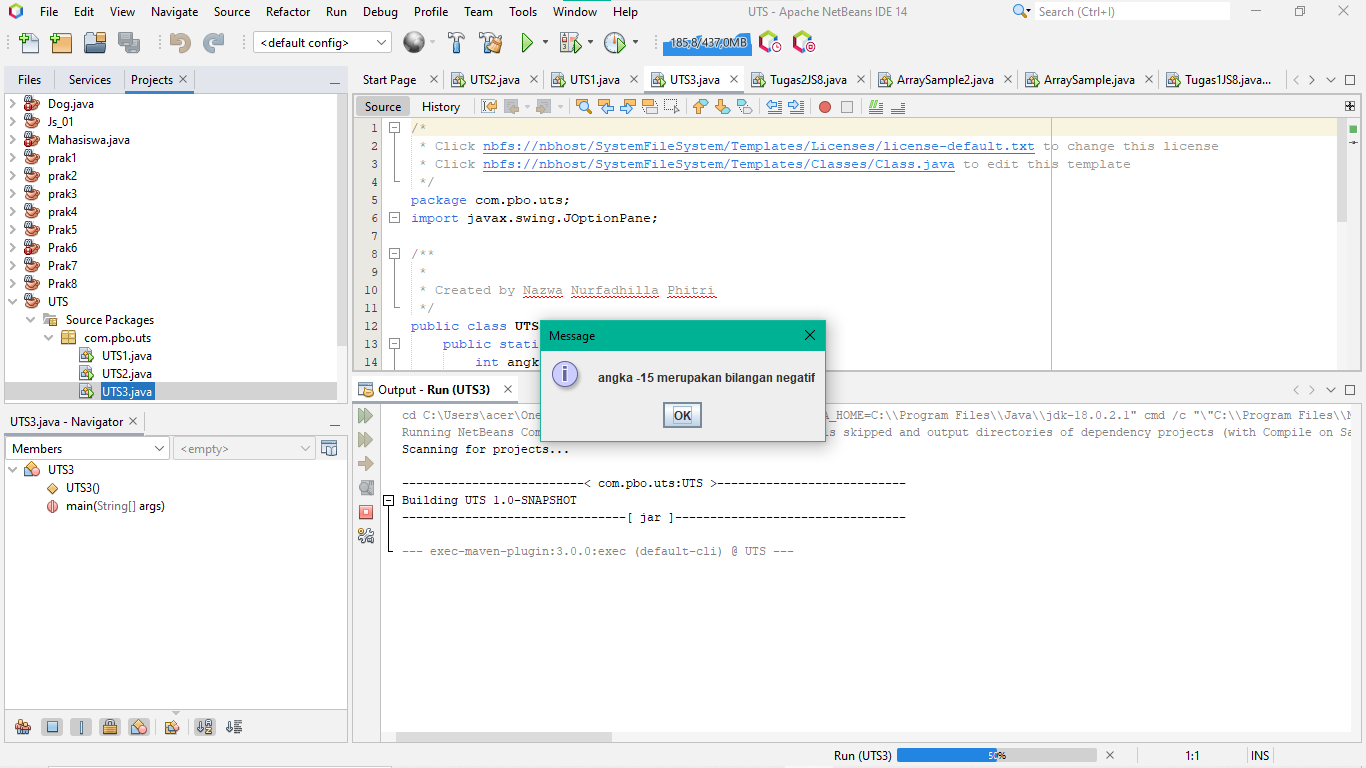 File Edit View Navigate Source Refactor Run Debug Profile Team Tools Window Help UTS - Apache NetBeans IDE 14 Search (Ctrl+I)
<default config> 185,8/437,0MB
Files Services Projects
Start Page UTS2.java UTS1.java UTS3.java Tugas2JS8.java ArraySample2.java ArraySample.java Tugas1JS8.java...
Source History
Dog.java
Js_01
Mahasiswa.java
prak1
prak2
prak3
prak4
Prak5
Prak6
Prak7
Prak8
UTS
Source Packages
com.pbo.uts
UTS1.java
UTS2.java
UTS3.java
1 /*
2 * Click nbfs://nbhost/SystemFileSystem/Templates/Licenses/license-default.txt to change this license
3 * Click nbfs://nbhost/SystemFileSystem/Templates/Classes/Class.java to edit this template
4 */
5 package com.pbo.uts;
6 import javax.swing.JOptionPane;
7
8 /**
9 *
10 * Created by Nazwa Nurfadhilla Phitri
11 */
12 public class UTS
13 public stati
14 int angk
Message
angka -15 merupakan bilangan negatif
OK
UTS3.java - Navigator
Members <empty>
UTS3
UTS3()
main(String[] args)
Output - Run (UTS3)
cd C:\Users\acer\One A_HOME=C:\\Program Files\\Java\\jdk-18.0.2.1" cmd /c "\"C:\\Program Files\\N
Running NetBeans Com is skipped and output directories of dependency projects (with Compile on Sa
Scanning for projects...
--------------------------< com.pbo.uts:UTS >---------------------------
Building UTS 1.0-SNAPSHOT
--------------------------------[ jar ]---------------------------------
--- exec-maven-plugin:3.0.0:exec (default-cli) @ UTS ---
Run (UTS3) 50% 1:1 INS